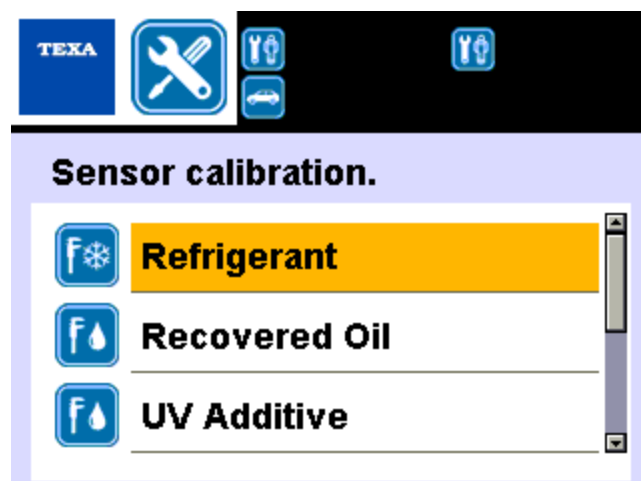 TEXA
Sensor calibration.
Refrigerant
Recovered Oil
UV Additive